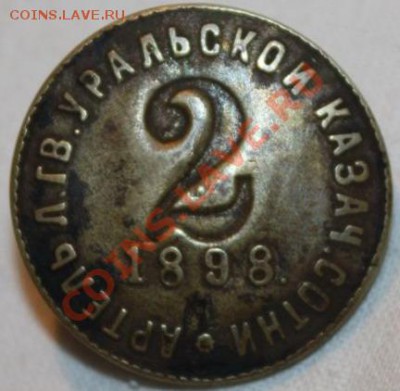 COINS.LAVE.RU
АРТЕЛЬ Л.ГВ. УРАЛЬСКОЙ КАЗАЧ. СОТНИ
2
1898.
COINS.LAVE.RU